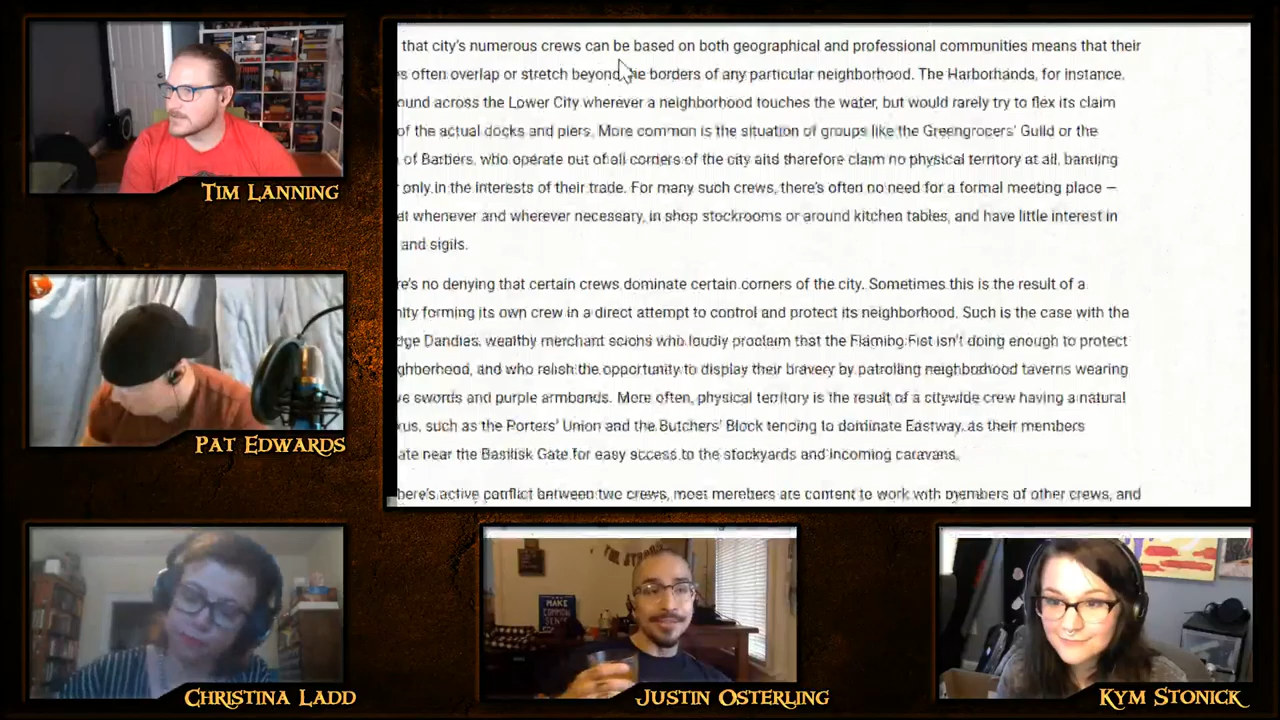 that city's numerous crews can be based on both geographical and professional communities means that their
often overlap or stretch beyond borders of any particular neighborhood. The Harborhands, for instance,
across the Lower City wherever a neighborhood touches the water, but would rarely try to flex its claim
of the actual docks and piers. More common is the situation of groups like the Greengrocers' Guild or the
of Barbers, who operate out of all corners of the city and therefore claim no physical territory at all, banding
only in the interests of their trade. For many such crews, there's often no need for a formal meeting place —
whenever and wherever necessary, in shop stockrooms or around kitchen tables, and have little interest in
and sigils.
no denying that certain crews dominate certain corners of the city. Sometimes this is the result of a
forming its own crew in a direct attempt to control and protect its neighborhood. Such is the case with the
Dandies, wealthy merchant scions who loudly proclaim that the Flaming Fist isn't doing enough to protect
and who relish the opportunity to display their bravery by patrolling neighborhood taverns wearing
swords and purple armbands. More often, physical territory is the result of a citywide crew having a natural
such as the Porters' Union and the Butchers' Block tending to dominate Eastway, as their members
near the Basilisk Gate for easy access to the stockyards and incoming caravans.
active conflict between two crews, most members are content to work with members of other crews, and
TIM LANNING
PAT EDWARDS
CHRISTINA LADD
JUSTIN OSTERLING
KYM STONICK
MAKE
COMMON